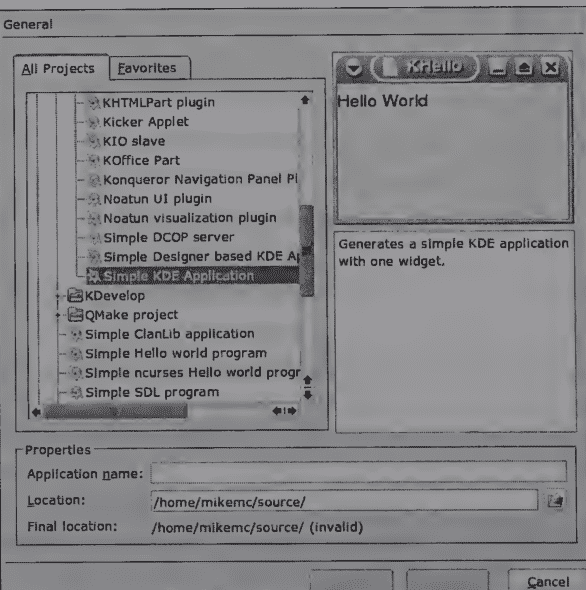 General
All Projects
Favorites
KHTMLPart plugin
Kicker Applet
KIO slave
KOffice Part
Konqueror Navigation Panel Pl
Noatun UI plugin
Noatun visualization plugin
Simple DCOP server
Simple Designer based KDE Ap
Simple KDE Application
KDevelop
QMake project
Simple ClanLib application
Simple Hello world program
Simple ncurses Hello world progr
Simple SDL program
KHello
Hello World
Generates a simple KDE application
with one widget.
Properties
Application name:
Location:
/home/mikemc/source/
Final location:
/home/mikemc/source/ (invalid)
Cancel